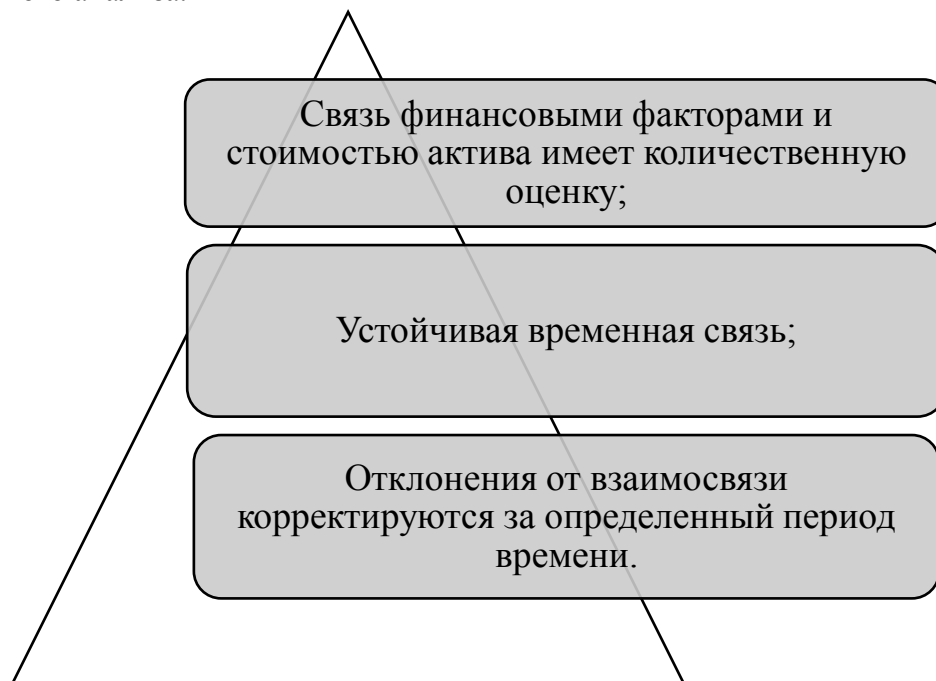 Связь финансовыми факторами и
стоимостью актива имеет количественную
оценку;
Устойчивая временная связь;
Отклонения от взаимосвязи
корректируются за определенный период
времени.